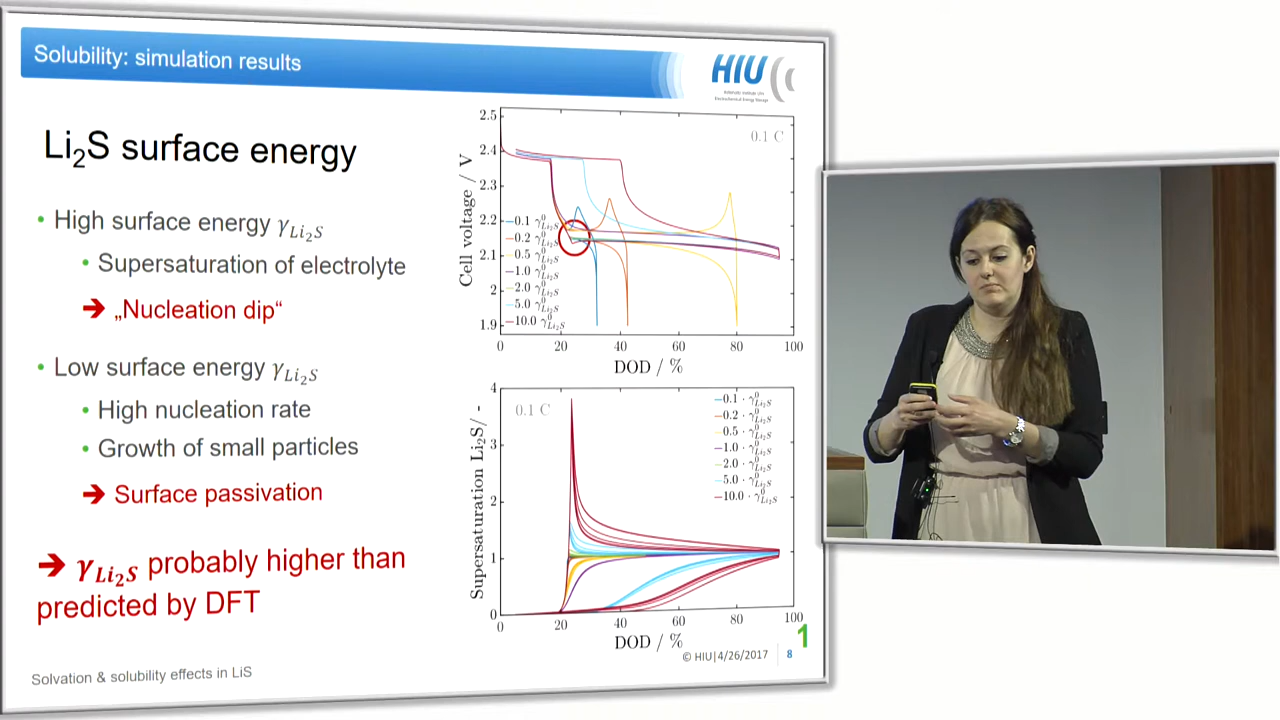 Solubility: simulation results
HIU
Helmholtz Institute Ulm
Electrochemical Energy Storage
Li₂S surface energy
• High surface energy γ_Li₂S
• Supersaturation of electrolyte
➔ „Nucleation dip“
• Low surface energy γ_Li₂S
• High nucleation rate
• Growth of small particles
➔ Surface passivation
➔ γ_Li₂S probably higher than
predicted by DFT
Solvation & solubility effects in LiS
2.5
2.4
2.3
2.2
2.1
2
1.9
Cell voltage / V
0.1 C
0.1 γ⁰_Li₂S
0.2 γ⁰_Li₂S
0.5 γ⁰_Li₂S
1.0 γ⁰_Li₂S
2.0 γ⁰_Li₂S
5.0 γ⁰_Li₂S
10.0 γ⁰_Li₂S
0 20 40 60 80 100
DOD / %
4
3
2
1
0
Supersaturation Li₂S/ -
0.1 C
0.1 · γ⁰_Li₂S
0.2 · γ⁰_Li₂S
0.5 · γ⁰_Li₂S
1.0 · γ⁰_Li₂S
2.0 · γ⁰_Li₂S
5.0 · γ⁰_Li₂S
10.0 · γ⁰_Li₂S
0 20 40 60 80 100
DOD / %
1
© HIU|4/26/2017 8